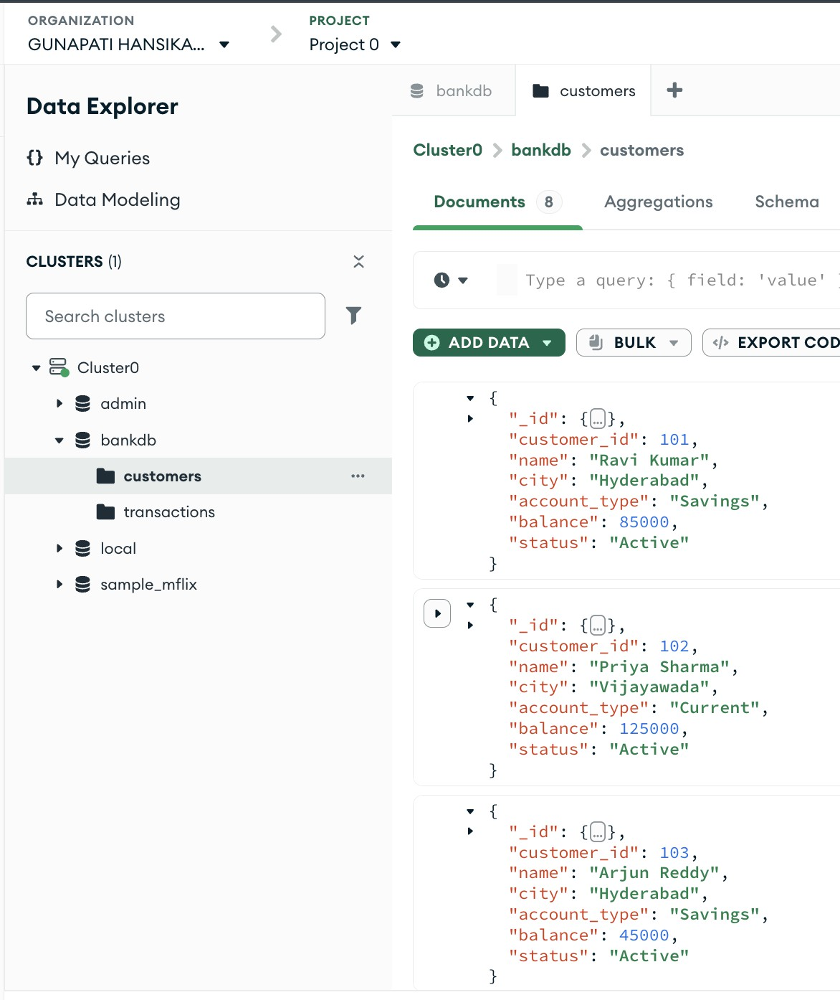 ORGANIZATION
GUNAPATI HANSIKA...
PROJECT
Project 0
Data Explorer
{} My Queries
Data Modeling
CLUSTERS (1)
Search clusters
Cluster0
admin
bankdb
customers ...
transactions
local
sample_mflix
bankdb
customers
Cluster0 > bankdb > customers
Documents 8 Aggregations Schema
Type a query: { field: 'value' }
ADD DATA BULK </> EXPORT COD
{
"_id": {...},
"customer_id": 101,
"name": "Ravi Kumar",
"city": "Hyderabad",
"account_type": "Savings",
"balance": 85000,
"status": "Active"
}
{
"_id": {...},
"customer_id": 102,
"name": "Priya Sharma",
"city": "Vijayawada",
"account_type": "Current",
"balance": 125000,
"status": "Active"
}
{
"_id": {...},
"customer_id": 103,
"name": "Arjun Reddy",
"city": "Hyderabad",
"account_type": "Savings",
"balance": 45000,
"status": "Active"
}